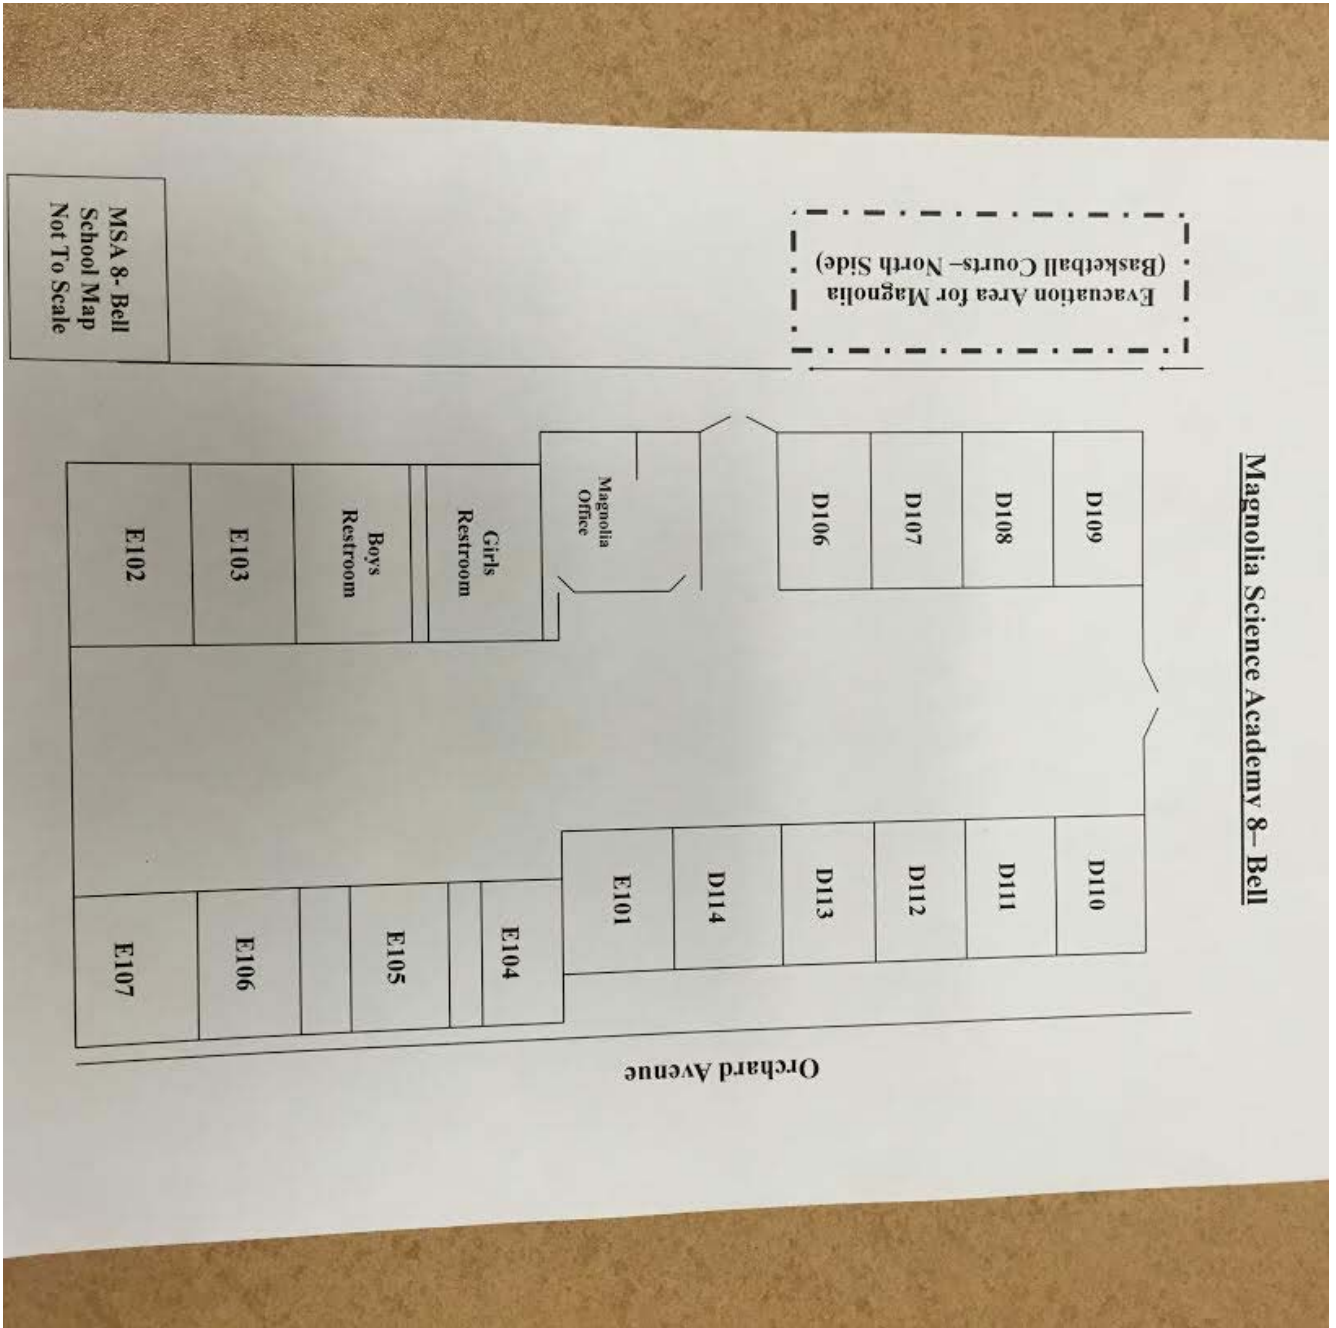 Magnolia Science Academy 8– Bell
Evacuation Area for Magnolia
(Basketball Courts–North Side)
D109
D108
D107
D106
Magnolia
Office
Girls
Restroom
Boys
Restroom
E103
E102
D110
D111
D112
D113
D114
E101
E104
E105
E106
E107
Orchard Avenue
MSA 8- Bell
School Map
Not To Scale